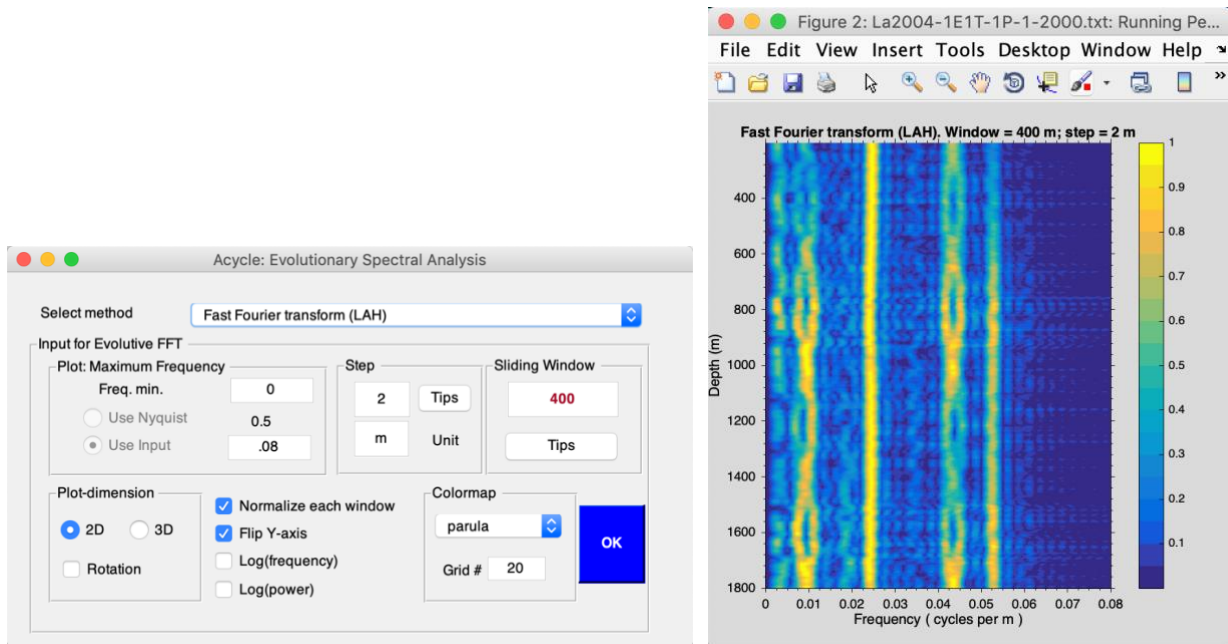 Acycle: Evolutionary Spectral Analysis
Select method
Fast Fourier transform (LAH)
Input for Evolutive FFT
Plot: Maximum Frequency
Freq. min.
0
Use Nyquist
0.5
Use Input
.08
Step
2
Tips
m
Unit
Sliding Window
400
Tips
Plot-dimension
2D
3D
Rotation
Normalize each window
Flip Y-axis
Log(frequency)
Log(power)
Colormap
parula
Grid #
20
OK
Figure 2: La2004-1E1T-1P-1-2000.txt: Running Pe...
File Edit View Insert Tools Desktop Window Help
Fast Fourier transform (LAH). Window = 400 m; step = 2 m
Depth (m)
400
600
800
1000
1200
1400
1600
1800
0 0.01 0.02 0.03 0.04 0.05 0.06 0.07 0.08
Frequency ( cycles per m )
1
0.9
0.8
0.7
0.6
0.5
0.4
0.3
0.2
0.1